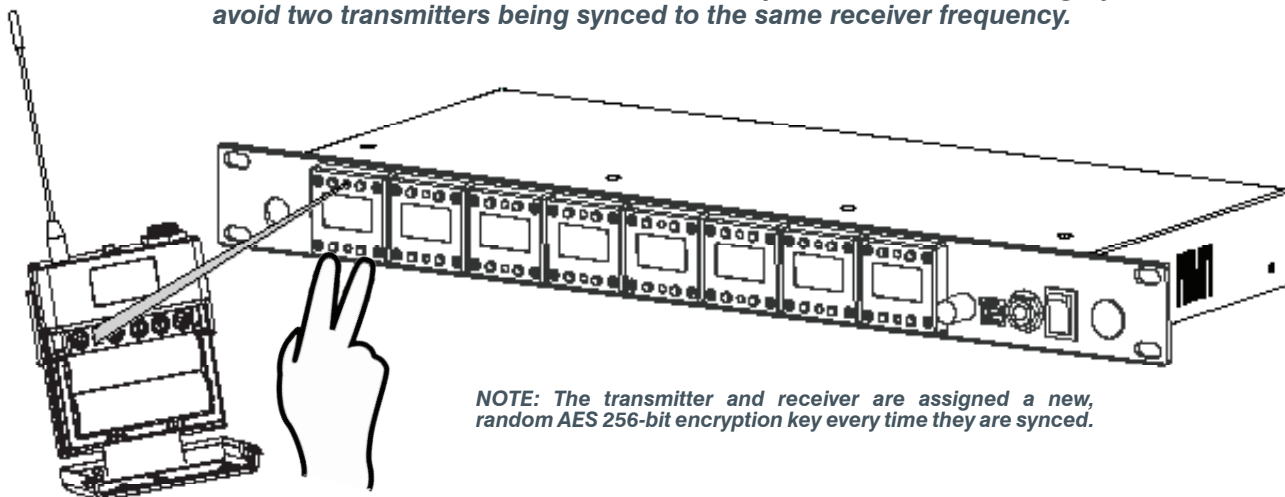 avoid two transmitters being synced to the same receiver frequency.
NOTE: The transmitter and receiver are assigned a new,
random AES 256-bit encryption key every time they are synced.